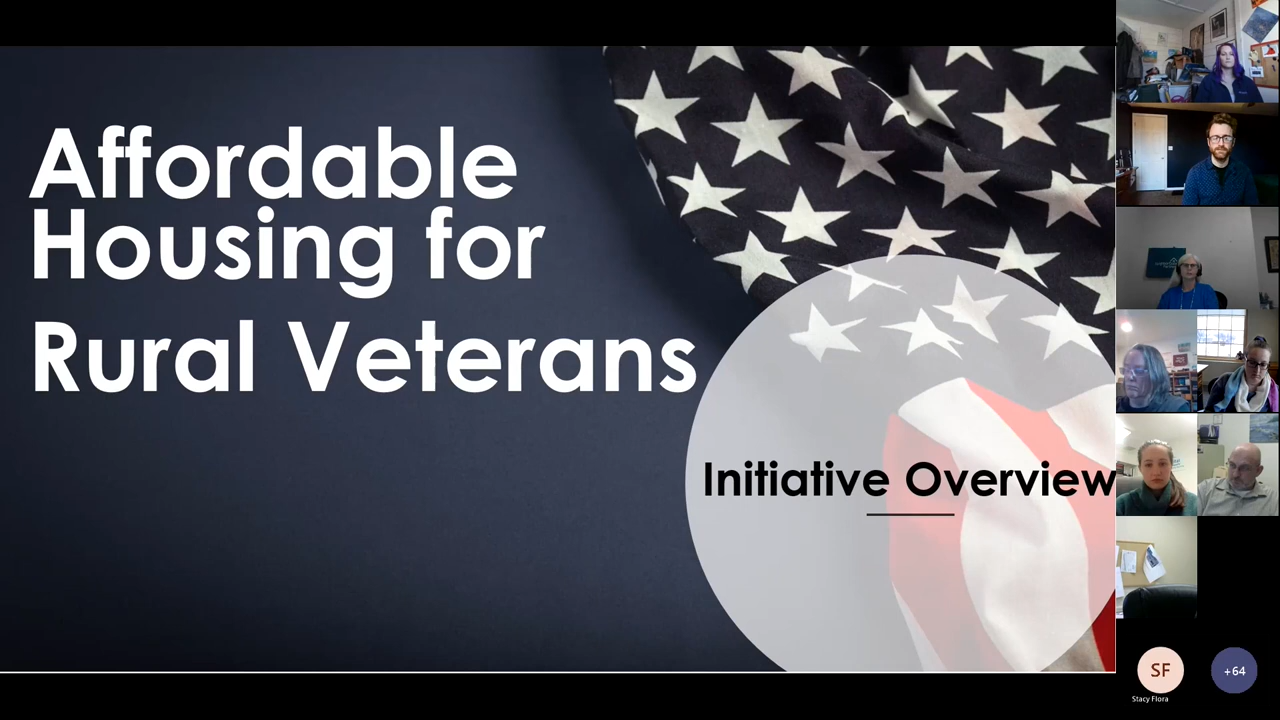 Affordable
Housing for
Rural Veterans
Initiative Overview
SF
+64
Stacy Flora